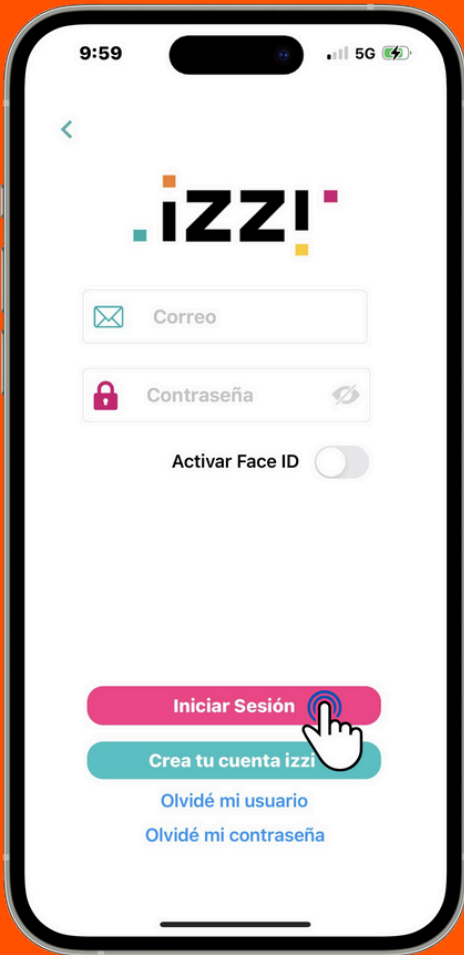 9:59
5G
izzi
Correo
Contraseña
Activar Face ID
Iniciar Sesión
Crea tu cuenta izzi
Olvidé mi usuario
Olvidé mi contraseña